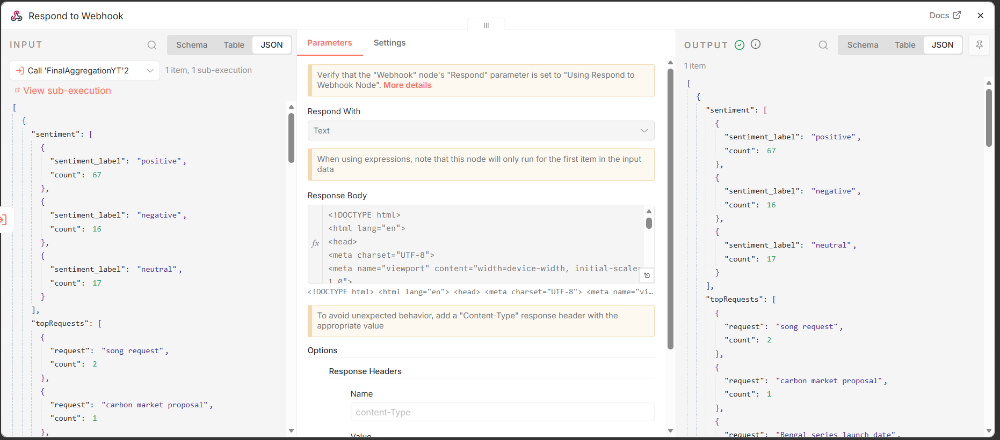 Respond to Webhook
Docs
INPUT
Schema
Table
JSON
Call 'FinalAggregationYT'2
1 item, 1 sub-execution
View sub-execution
[
{
"sentiment": [
{
"sentiment_label": "positive",
"count": 67
},
{
"sentiment_label": "negative",
"count": 16
},
{
"sentiment_label": "neutral",
"count": 17
}
],
"topRequests": [
{
"request": "song request",
"count": 2
},
{
"request": "carbon market proposal",
"count": 1
},
Parameters
Settings
Verify that the "Webhook" node's "Respond" parameter is set to "Using Respond to
Webhook Node". More details
Respond With
Text
When using expressions, note that this node will only run for the first item in the input
data
Response Body
fx
<!DOCTYPE html>
<html lang="en">
<head>
<meta charset="UTF-8">
<meta name="viewport" content="width=device-width, initial-scale=
1.0">
<!DOCTYPE html> <html lang="en"> <head> <meta charset="UTF-8"> <meta name="vi...
To avoid unexpected behavior, add a "Content-Type" response header with the
appropriate value
Options
Response Headers
Name
content-Type
Value
OUTPUT
Schema
Table
JSON
1 item
[
{
"sentiment": [
{
"sentiment_label": "positive",
"count": 67
},
{
"sentiment_label": "negative",
"count": 16
},
{
"sentiment_label": "neutral",
"count": 17
}
],
"topRequests": [
{
"request": "song request",
"count": 2
},
{
"request": "carbon market proposal",
"count": 1
},
{
"request": "Bengal series launch date",